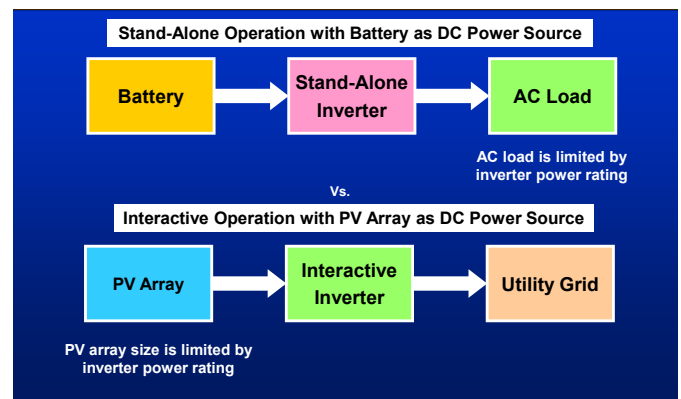 Stand-Alone Operation with Battery as DC Power Source
Battery
Stand-Alone
Inverter
AC Load
AC load is limited by
inverter power rating
Vs.
Interactive Operation with PV Array as DC Power Source
PV Array
Interactive
Inverter
Utility Grid
PV array size is limited by
inverter power rating